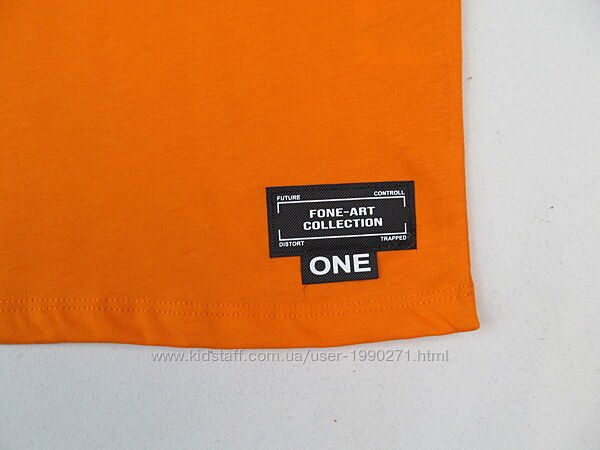 FUTURE CONTROLL
FONE-ART
COLLECTION
DISTORT TRAPPED
ONE
www.kidstaff.com.ua/user-1990271.html